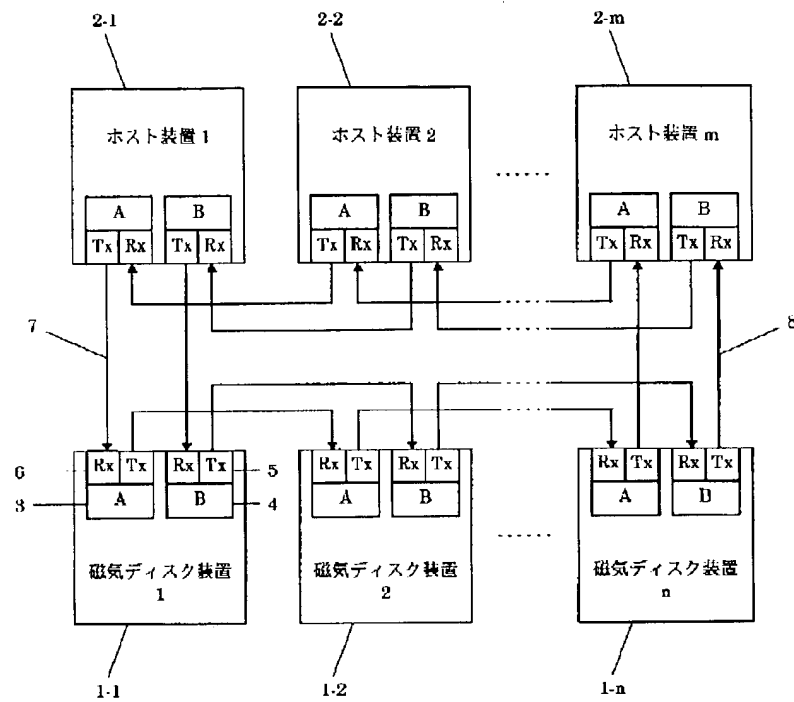 2-1 2-2 2-m
ホスト装置 1 ホスト装置 2 ホスト装置 m
······
A B A B A B
Tx Rx Tx Rx Tx Rx Tx Rx Tx Rx Tx Rx
7 8
6 Rx Tx Rx Tx 5 Rx Tx Rx Tx Rx Tx Rx Tx
3 A B 4 A B A D
······
磁気ディスク装置 磁気ディスク装置 磁気ディスク装置
1 2 n
1-1 1-2 1-n